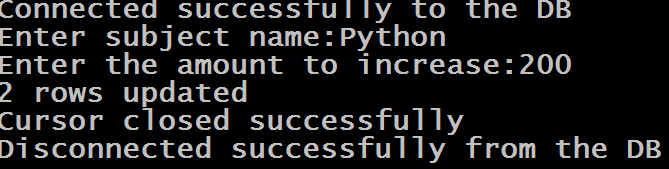 Connected successfully to the DB
Enter subject name:Python
Enter the amount to increase:200
2 rows updated
Cursor closed successfully
Disconnected successfully from the DB